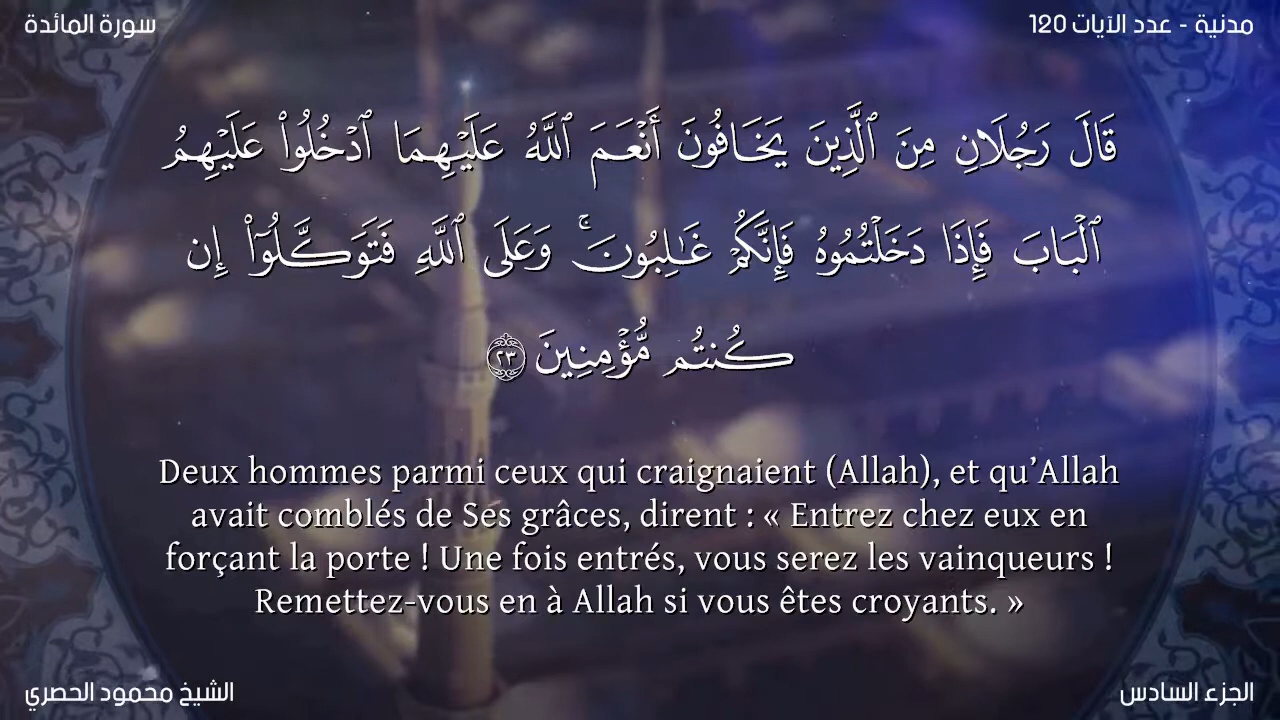 مدنية - عدد الآيات 120
سورة المائدة
قَالَ رَجُلَانِ مِنَ ٱلَّذِينَ يَخَافُونَ أَنۡعَمَ ٱللَّهُ عَلَيۡهِمَا ٱدۡخُلُواْ عَلَيۡهِمُ
ٱلۡبَابَ فَإِذَا دَخَلۡتُمُوهُ فَإِنَّكُمۡ غَٰلِبُونَۚ وَعَلَى ٱللَّهِ فَتَوَكَّلُوٓاْ إِن
كُنتُم مُّؤۡمِنِينَ ٢٣
Deux hommes parmi ceux qui craignaient (Allah), et qu’Allah
avait comblés de Ses grâces, dirent : « Entrez chez eux en
forçant la porte ! Une fois entrés, vous serez les vainqueurs !
Remettez-vous en à Allah si vous êtes croyants. »
الجزء السادس
الشيخ محمود الحصري